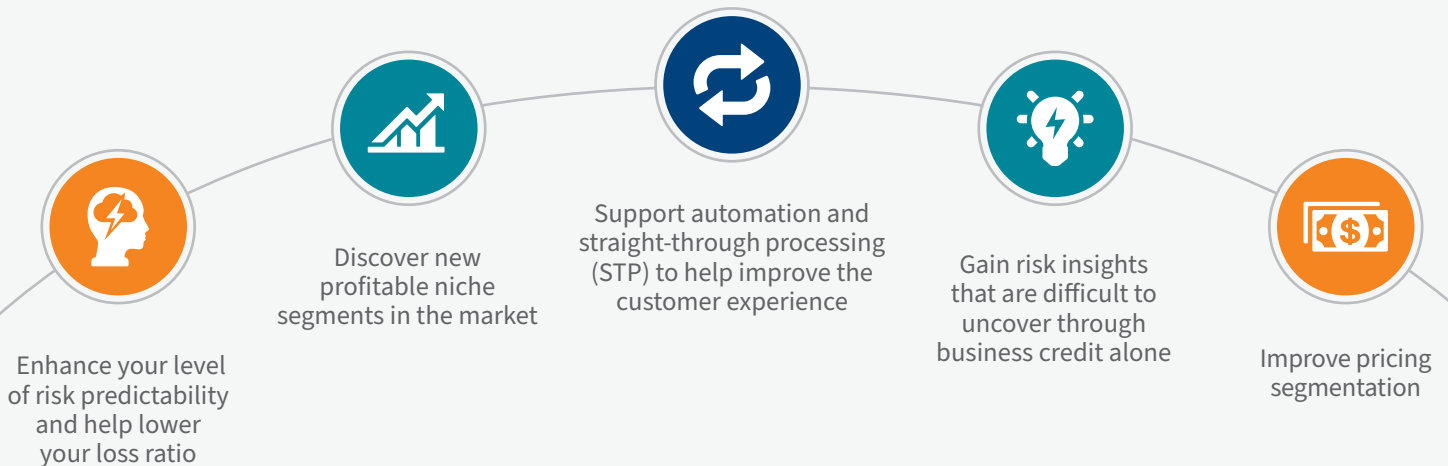 Enhance your level
of risk predictability
and help lower
your loss ratio
Discover new
profitable niche
segments in the market
Support automation and
straight-through processing
(STP) to help improve the
customer experience
Gain risk insights
that are difficult to
uncover through
business credit alone
Improve pricing
segmentation
$